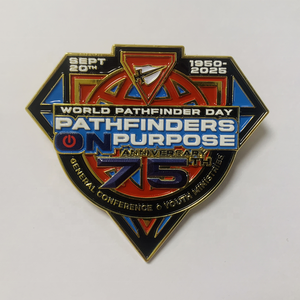 SEPT 1950-
20TH 2025
WORLD PATHFINDER DAY
PATHFINDERS
ON PURPOSE
ANNIVERSARY
75TH
GENERAL CONFERENCE YOUTH MINISTRIES